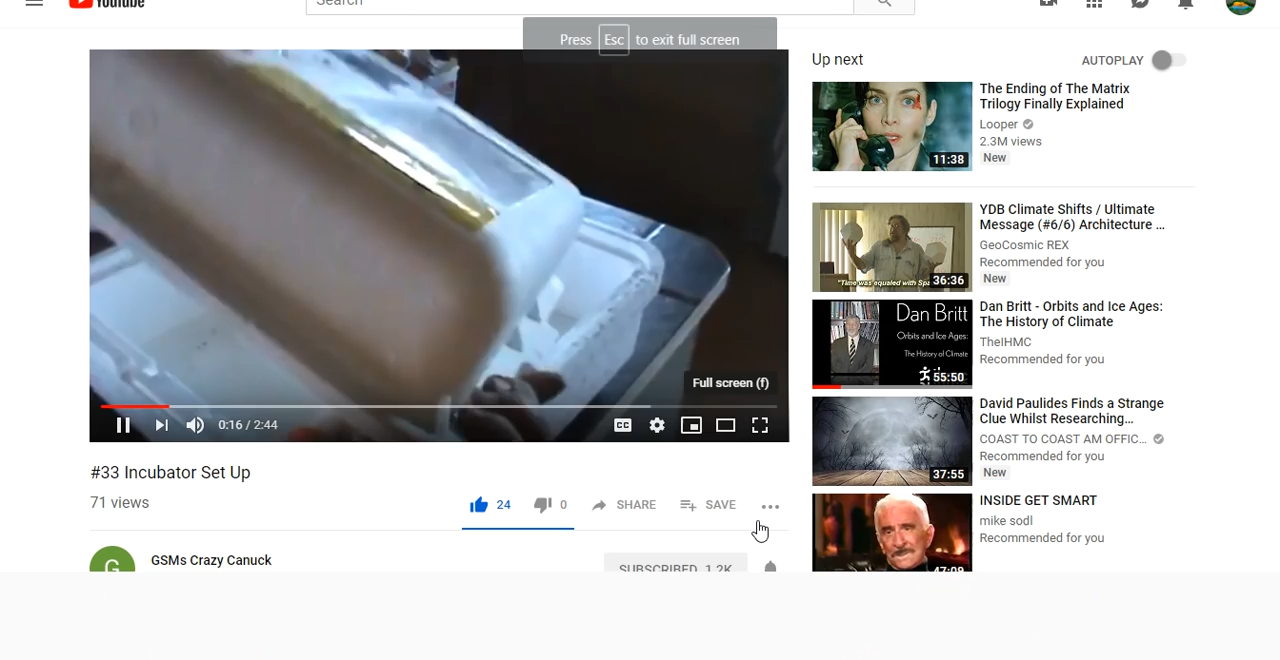 YouTube
Search
Press Esc to exit full screen
Full screen (f)
0:16 / 2:44
CC
#33 Incubator Set Up
71 views
24
0
SHARE
SAVE
G
GSMs Crazy Canuck
SUBSCRIBED 1.2K
Up next
AUTOPLAY
11:38
The Ending of The Matrix
Trilogy Finally Explained
Looper
2.3M views
New
36:36
YDB Climate Shifts / Ultimate
Message (#6/6) Architecture ...
GeoCosmic REX
Recommended for you
New
Dan Britt
Orbits and Ice Ages:
The History of Climate
55:50
Dan Britt - Orbits and Ice Ages:
The History of Climate
TheIHMC
Recommended for you
37:55
David Paulides Finds a Strange
Clue Whilst Researching...
COAST TO COAST AM OFFIC...
Recommended for you
New
47:09
INSIDE GET SMART
mike sodl
Recommended for you